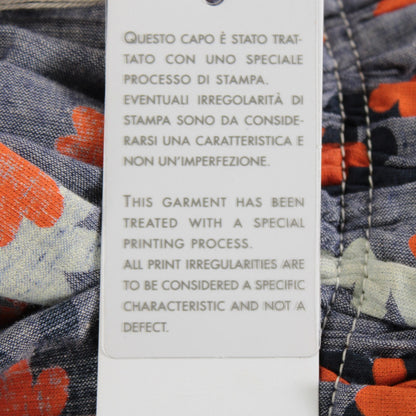 QUESTO CAPO È STATO TRAT-
TATO CON UNO SPECIALE
PROCESSO DI STAMPA.
EVENTUALI IRREGOLARITÀ DI
STAMPA SONO DA CONSIDE-
RARSI UNA CARATTERISTICA E
NON UN'IMPERFEZIONE.
THIS GARMENT HAS BEEN
TREATED WITH A SPECIAL
PRINTING PROCESS.
ALL PRINT IRREGULARITIES ARE
TO BE CONSIDERED A SPECIFIC
CHARACTERISTIC AND NOT A
DEFECT.